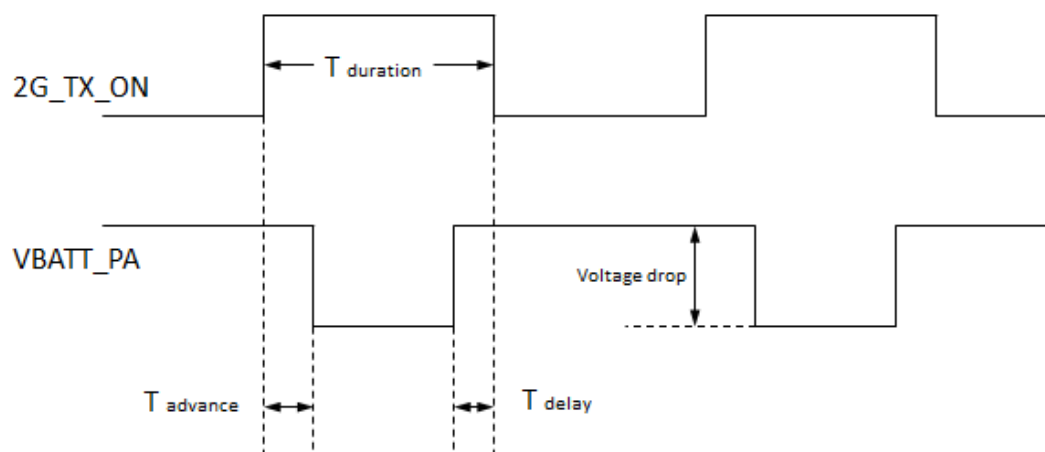 2G_TX_ON
T duration
VBATT_PA
Voltage drop
T advance
T delay